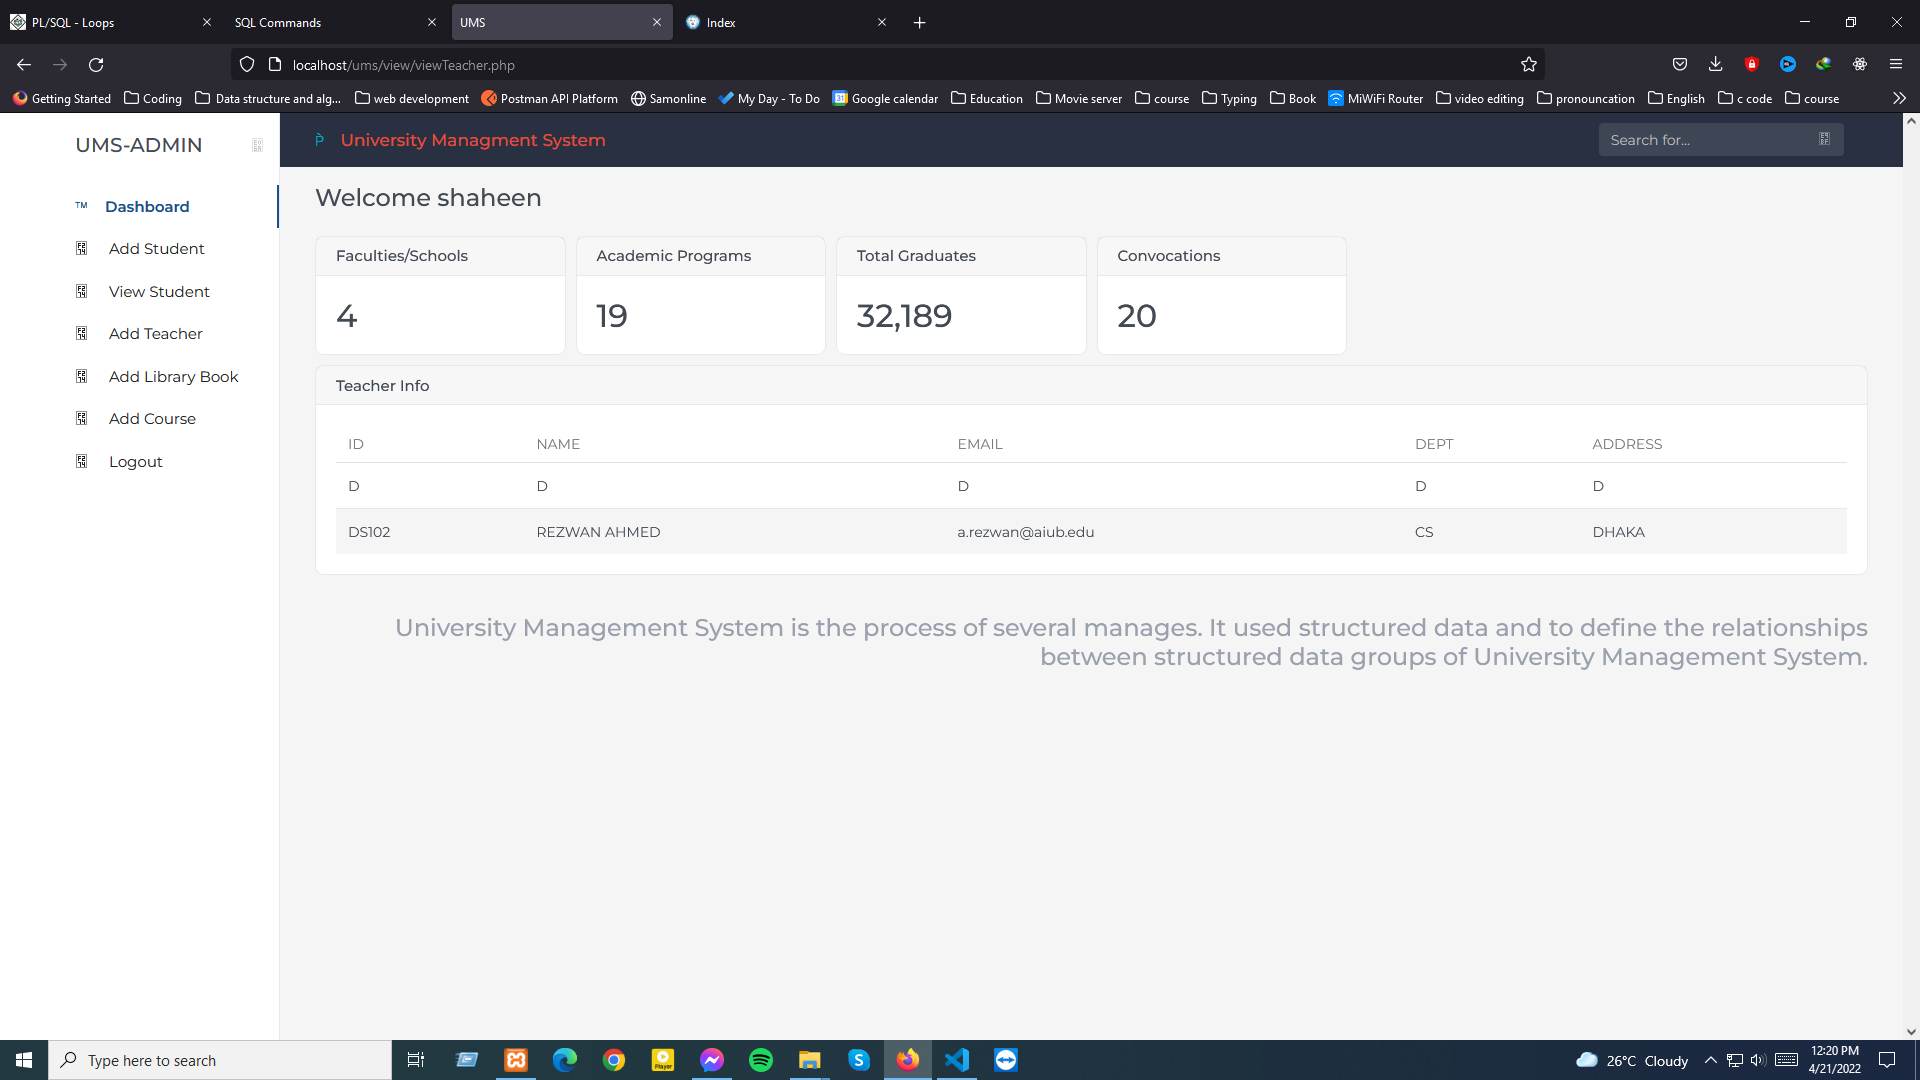 PL/SQL - Loops
SQL Commands
UMS
Index
localhost/ums/view/viewTeacher.php
Getting Started
Coding
Data structure and alg...
web development
Postman API Platform
Samonline
My Day - To Do
Google calendar
Education
Movie server
course
Typing
Book
MiWiFi Router
video editing
pronouncation
English
c code
course
UMS-ADMIN
University Managment System
Search for...
™ Dashboard
Add Student
View Student
Add Teacher
Add Library Book
Add Course
Logout
Welcome shaheen
Faculties/Schools
4
Academic Programs
19
Total Graduates
32,189
Convocations
20
Teacher Info
ID NAME EMAIL DEPT ADDRESS
D D D D D
DS102 REZWAN AHMED a.rezwan@aiub.edu CS DHAKA
University Management System is the process of several manages. It used structured data and to define the relationships
between structured data groups of University Management System.
Type here to search
26°C Cloudy
12:20 PM
4/21/2022